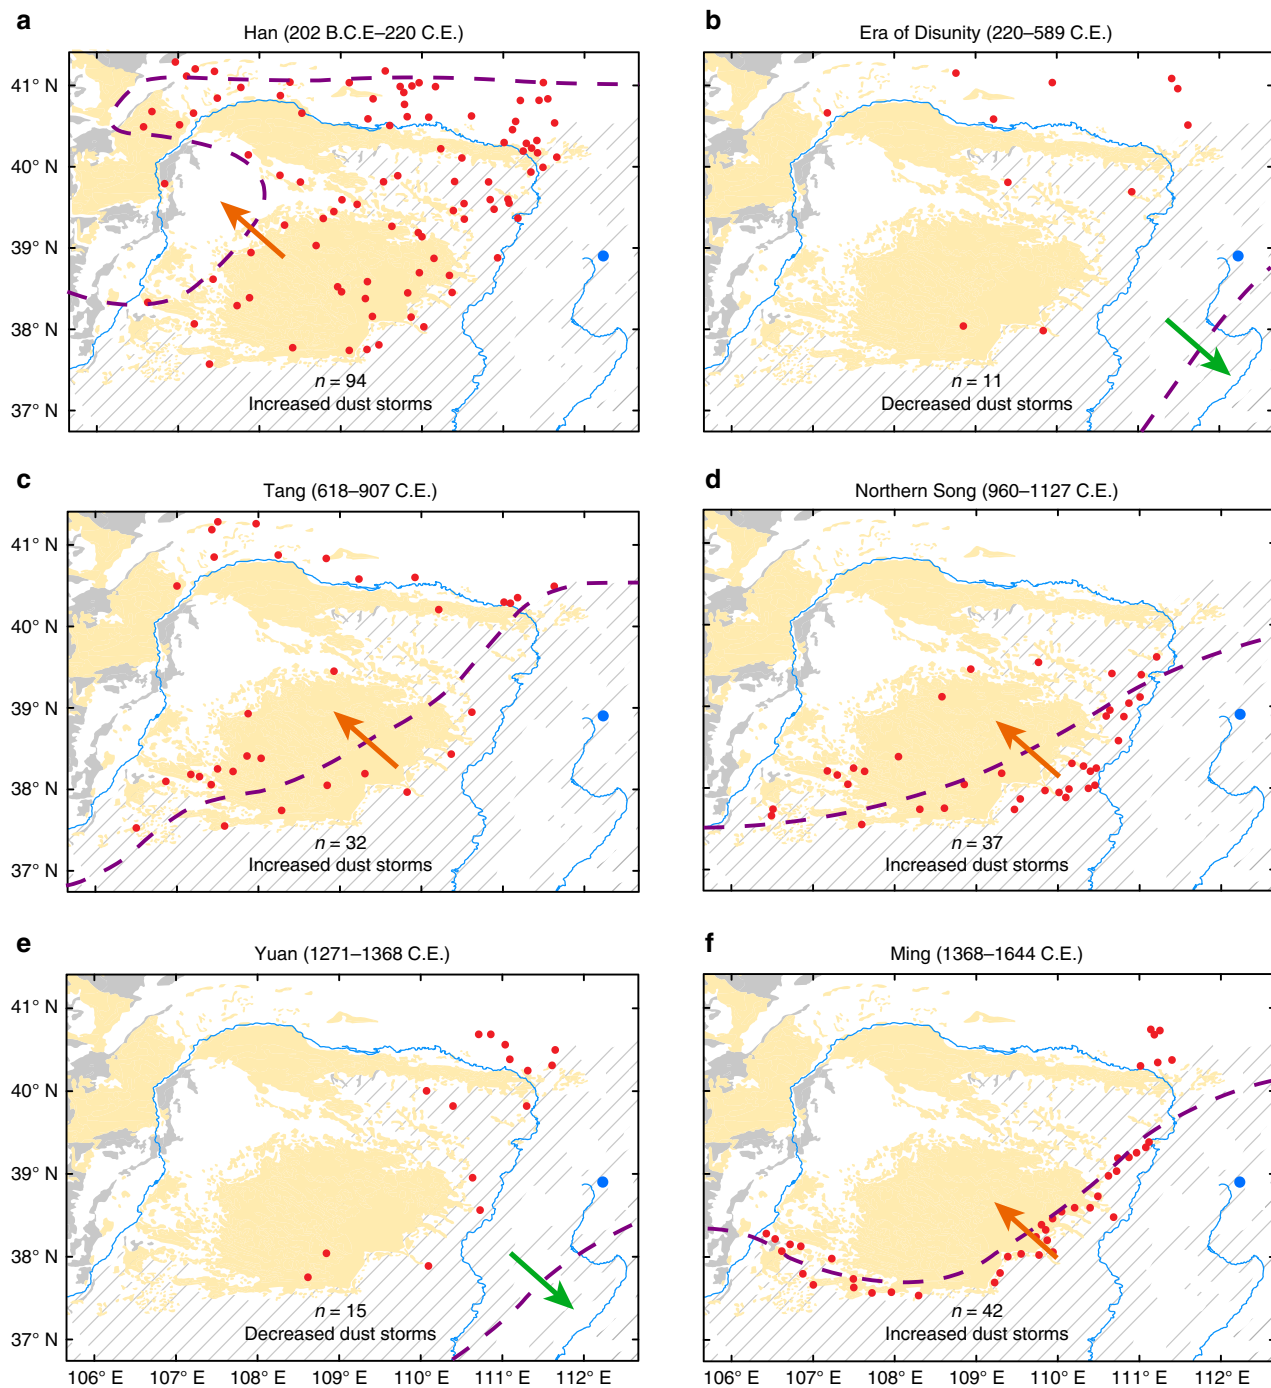 a
Han (202 B.C.E–220 C.E.)
41° N
40° N
39° N
38° N
37° N
n = 94
Increased dust storms
b
Era of Disunity (220–589 C.E.)
n = 11
Decreased dust storms
c
Tang (618–907 C.E.)
41° N
40° N
39° N
38° N
37° N
n = 32
Increased dust storms
d
Northern Song (960–1127 C.E.)
n = 37
Increased dust storms
e
Yuan (1271–1368 C.E.)
41° N
40° N
39° N
38° N
37° N
n = 15
Decreased dust storms
106° E 107° E 108° E 109° E 110° E 111° E 112° E
f
Ming (1368–1644 C.E.)
n = 42
Increased dust storms
106° E 107° E 108° E 109° E 110° E 111° E 112° E